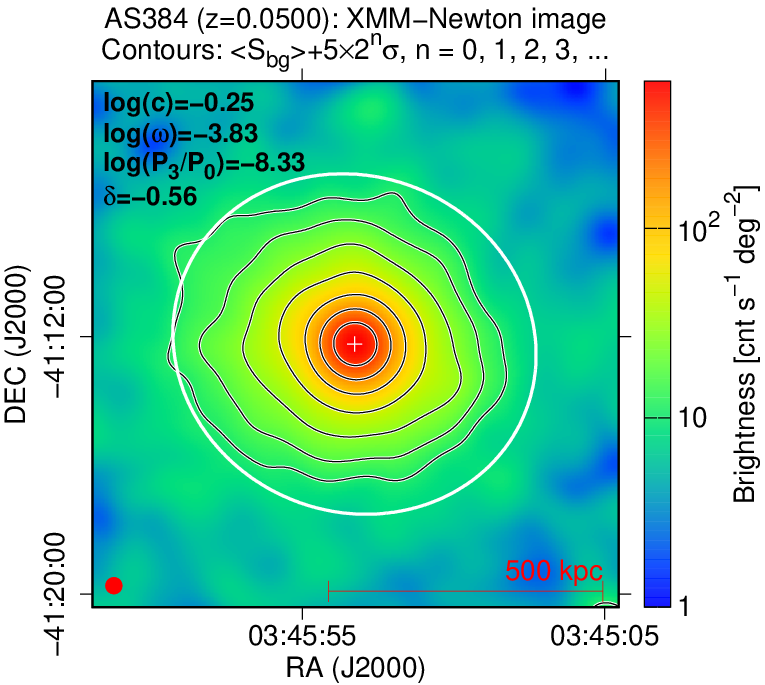 AS384 (z=0.0500): XMM−Newton image
Contours: <S_bg>+5×2^nσ, n = 0, 1, 2, 3, ...
log(c)=−0.25
log(ω)=−3.83
log(P_3/P_0)=−8.33
δ=−0.56
DEC (J2000)
−41:12:00
−41:20:00
500 kpc
03:45:55
03:45:05
RA (J2000)
10^2
10
1
Brightness [cnt s^−1 deg^−2]